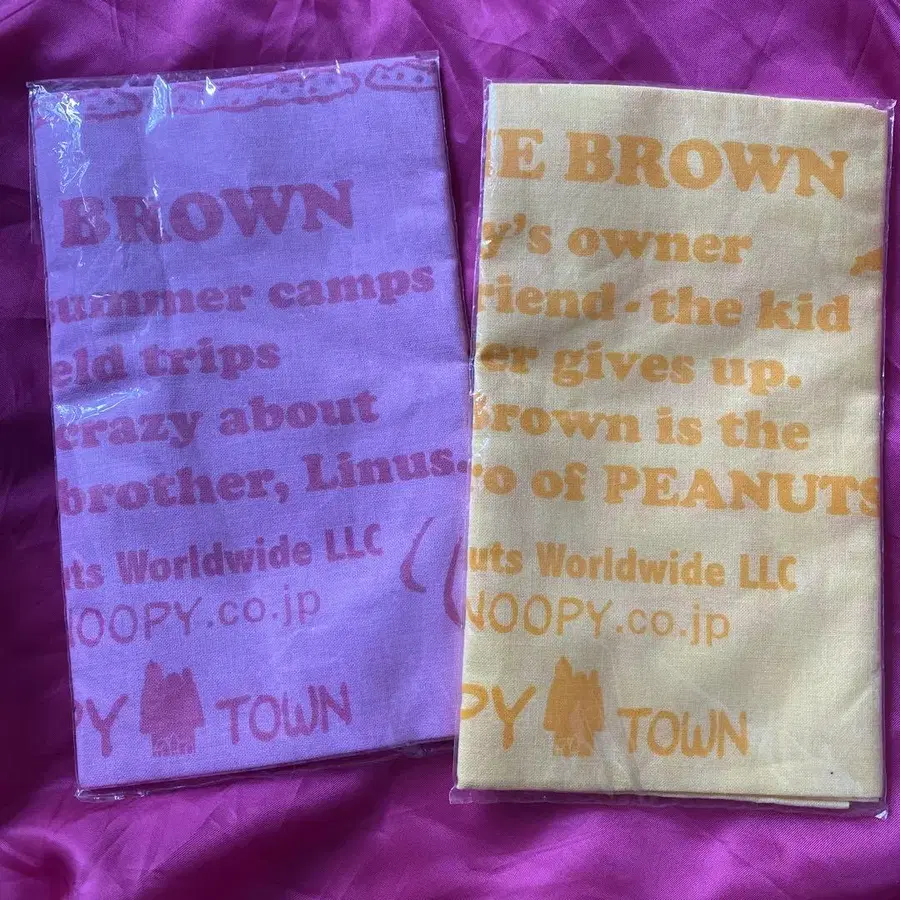 BROWN
ummer camps
eld trips
crazy about
brother, Linus.
uts Worldwide LLC
NOOPY.co.jp
PY TOWN
IE BROWN
y's owner
riend-the kid
er gives up.
Brown is the
ro of PEANUTS
uts Worldwide LLC
NOOPY.co.jp
PY TOWN